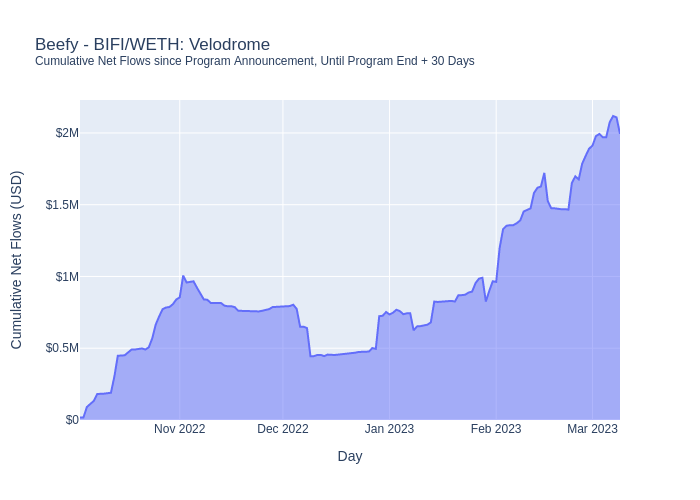 Beefy - BIFI/WETH: Velodrome
Cumulative Net Flows since Program Announcement, Until Program End + 30 Days
Cumulative Net Flows (USD)
$2M
$1.5M
$1M
$0.5M
$0
Nov 2022
Dec 2022
Jan 2023
Feb 2023
Mar 2023
Day